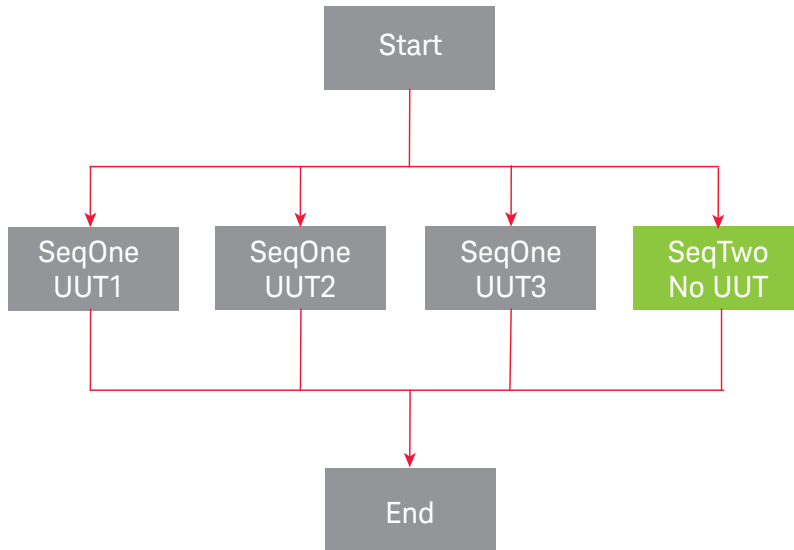 Start
SeqOne
UUT1
SeqOne
UUT2
SeqOne
UUT3
SeqTwo
No UUT
End